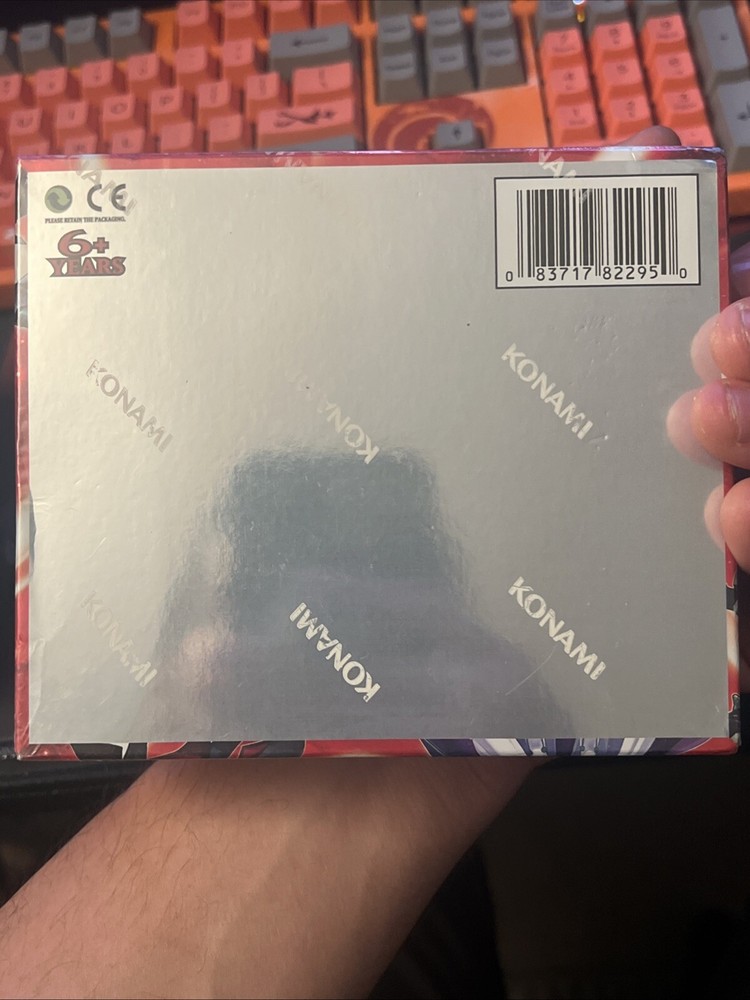 CE
PLEASE RETAIN THE PACKAGING.
6+
YEARS
0 83717 82295 0
KONAMI
KONAMI
KONAMI
KONAMI
KONAMI
KONAMI